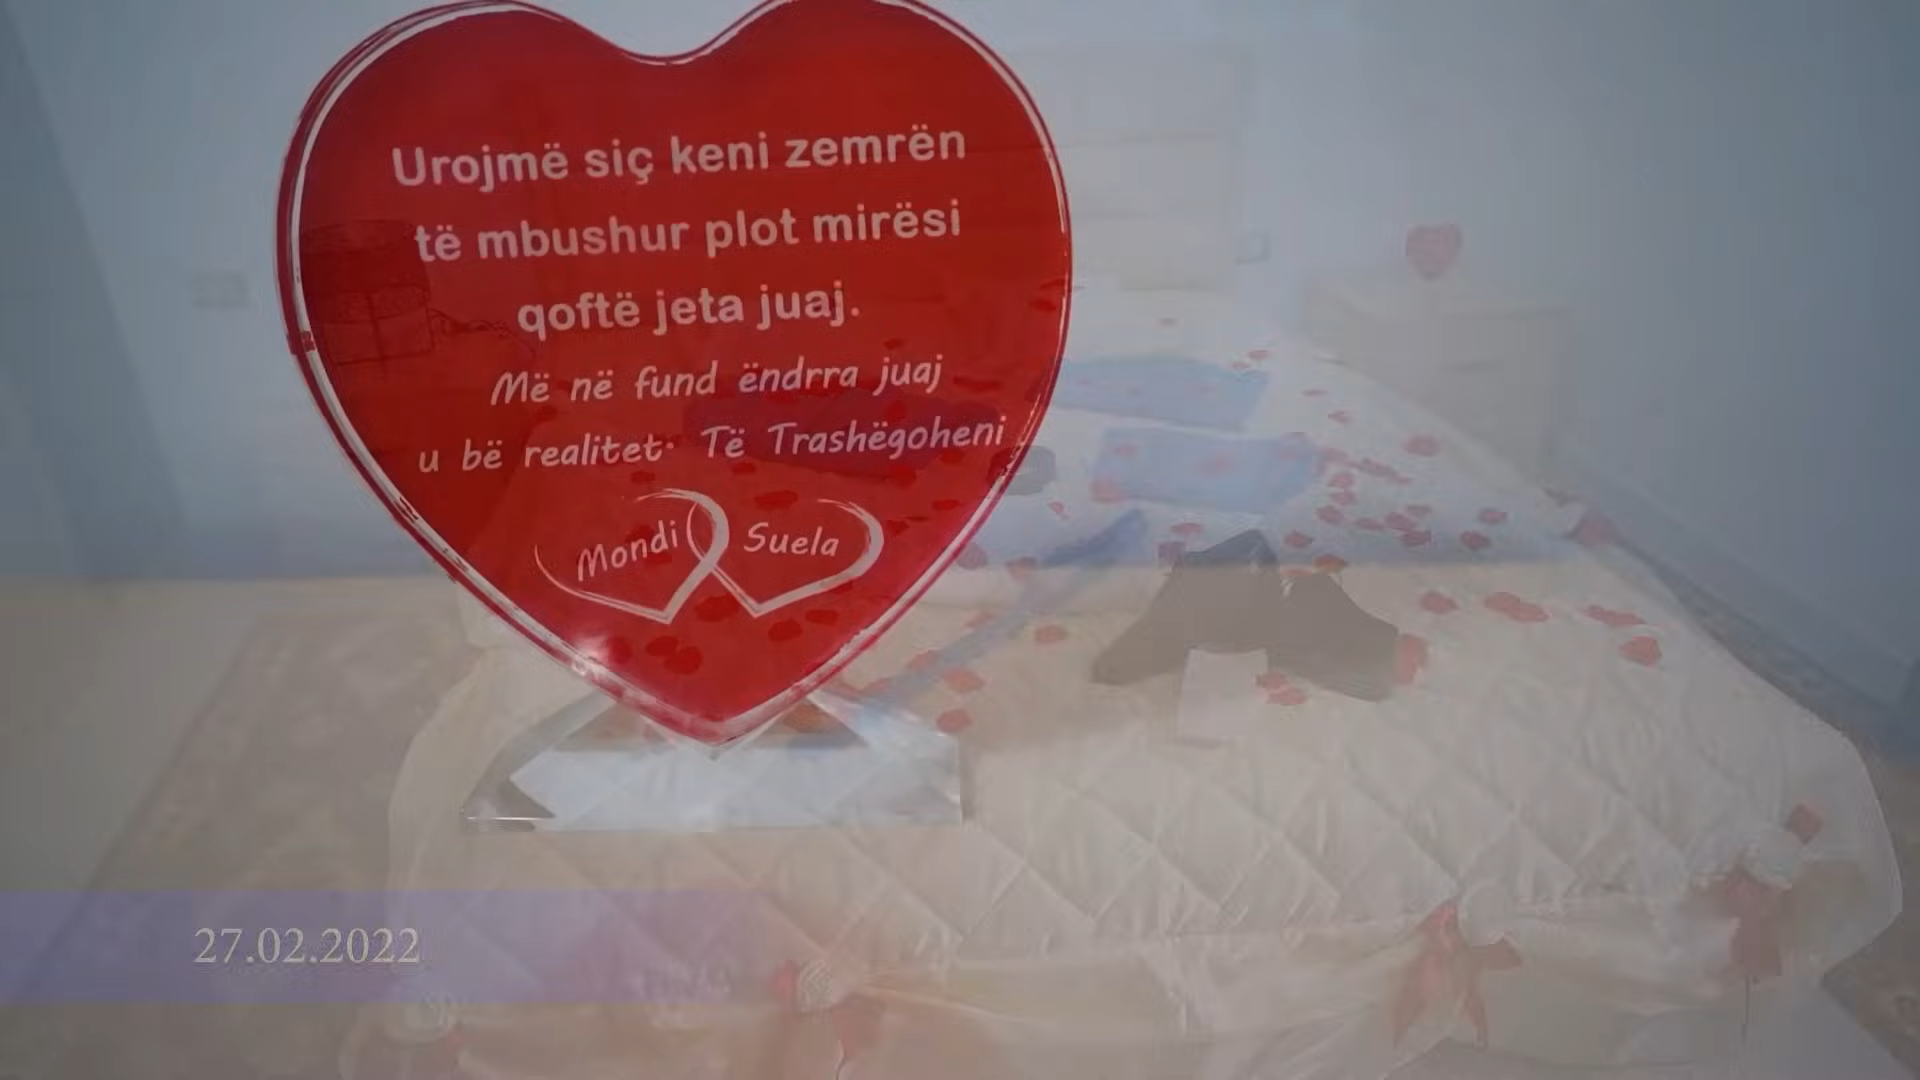 Urojmë siç keni zemrën
të mbushur plot mirësi
qoftë jeta juaj.
Më në fund ëndrra juaj
u bë realitet. Të Trashëgoheni
Mondi Suela
27.02.2022